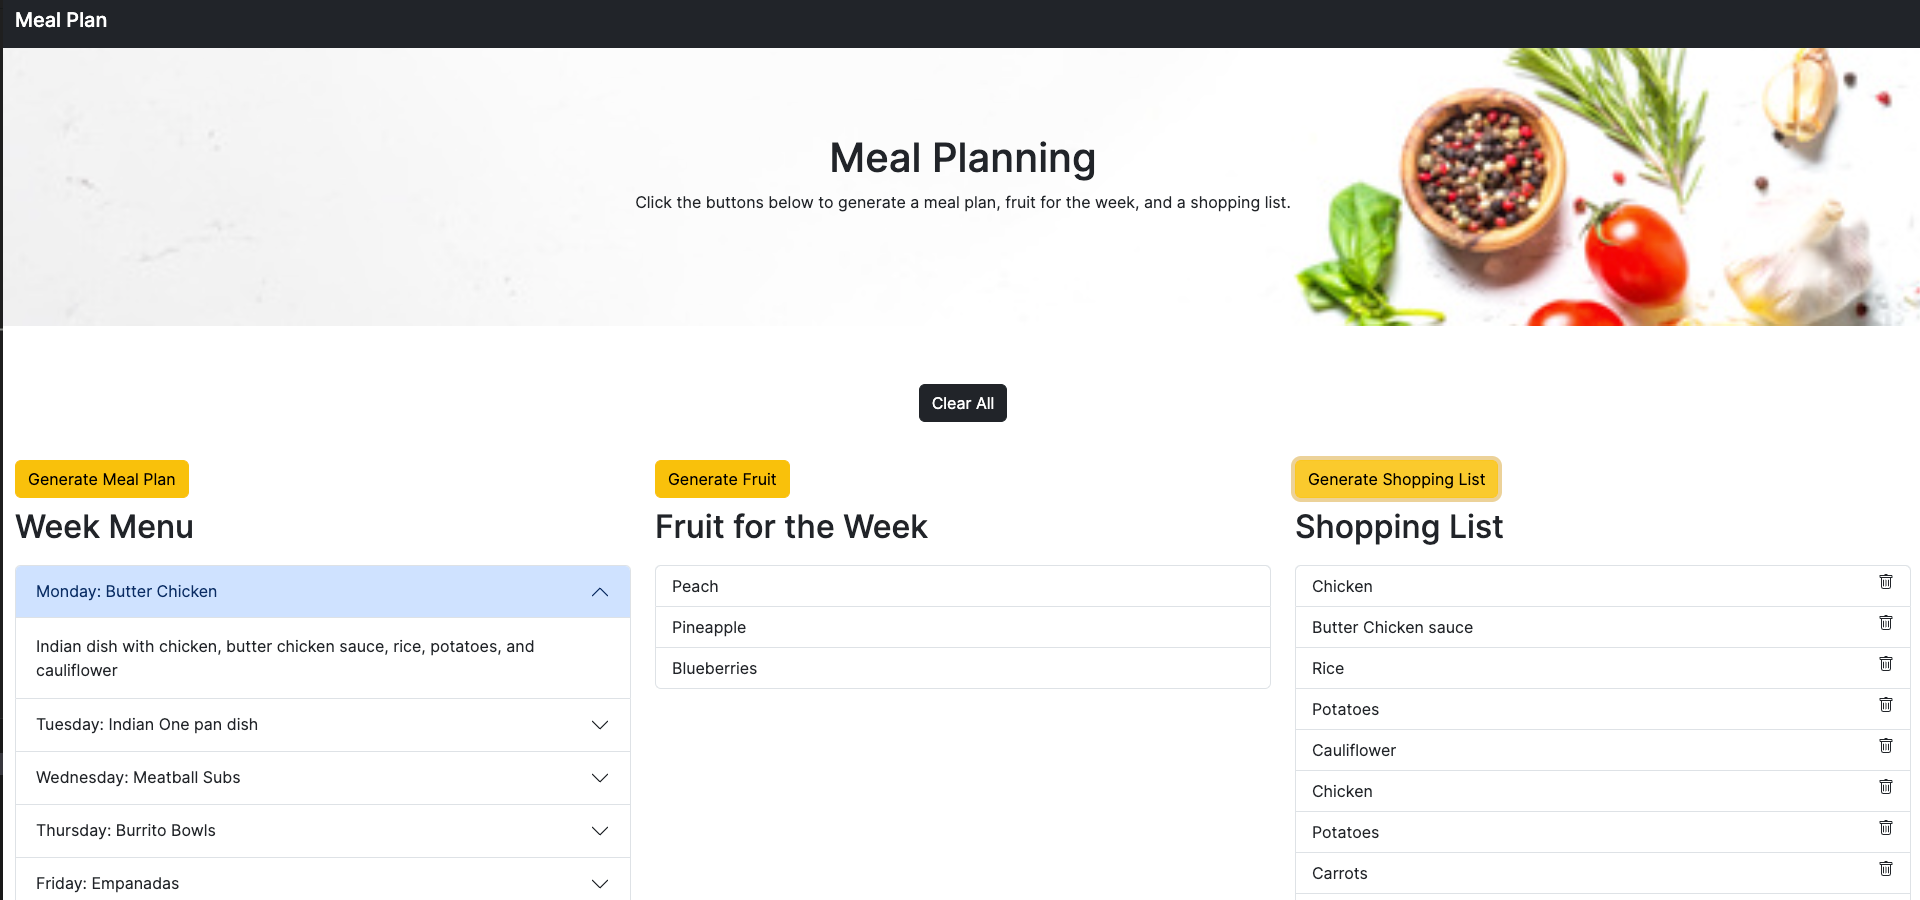 Meal Plan
Meal Planning
Click the buttons below to generate a meal plan, fruit for the week, and a shopping list.
Clear All
Generate Meal Plan
Week Menu
Monday: Butter Chicken
Indian dish with chicken, butter chicken sauce, rice, potatoes, and
cauliflower
Tuesday: Indian One pan dish
Wednesday: Meatball Subs
Thursday: Burrito Bowls
Friday: Empanadas
Generate Fruit
Fruit for the Week
Peach
Pineapple
Blueberries
Generate Shopping List
Shopping List
Chicken
Butter Chicken sauce
Rice
Potatoes
Cauliflower
Chicken
Potatoes
Carrots